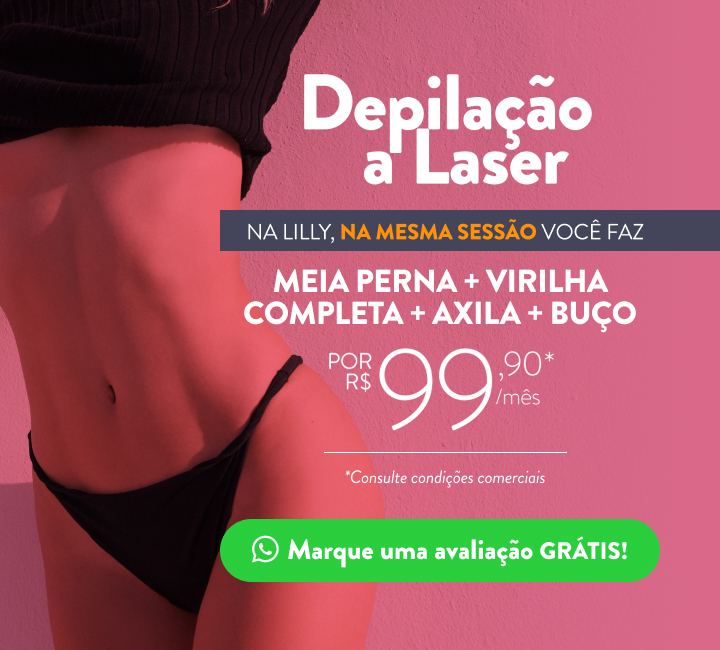 Depilação
a Laser
NA LILLY, NA MESMA SESSÃO VOCÊ FAZ
MEIA PERNA + VIRILHA
COMPLETA + AXILA + BUÇO
POR R$ 99,90*
/mês
*Consulte condições comerciais
Marque uma avaliação GRÁTIS!